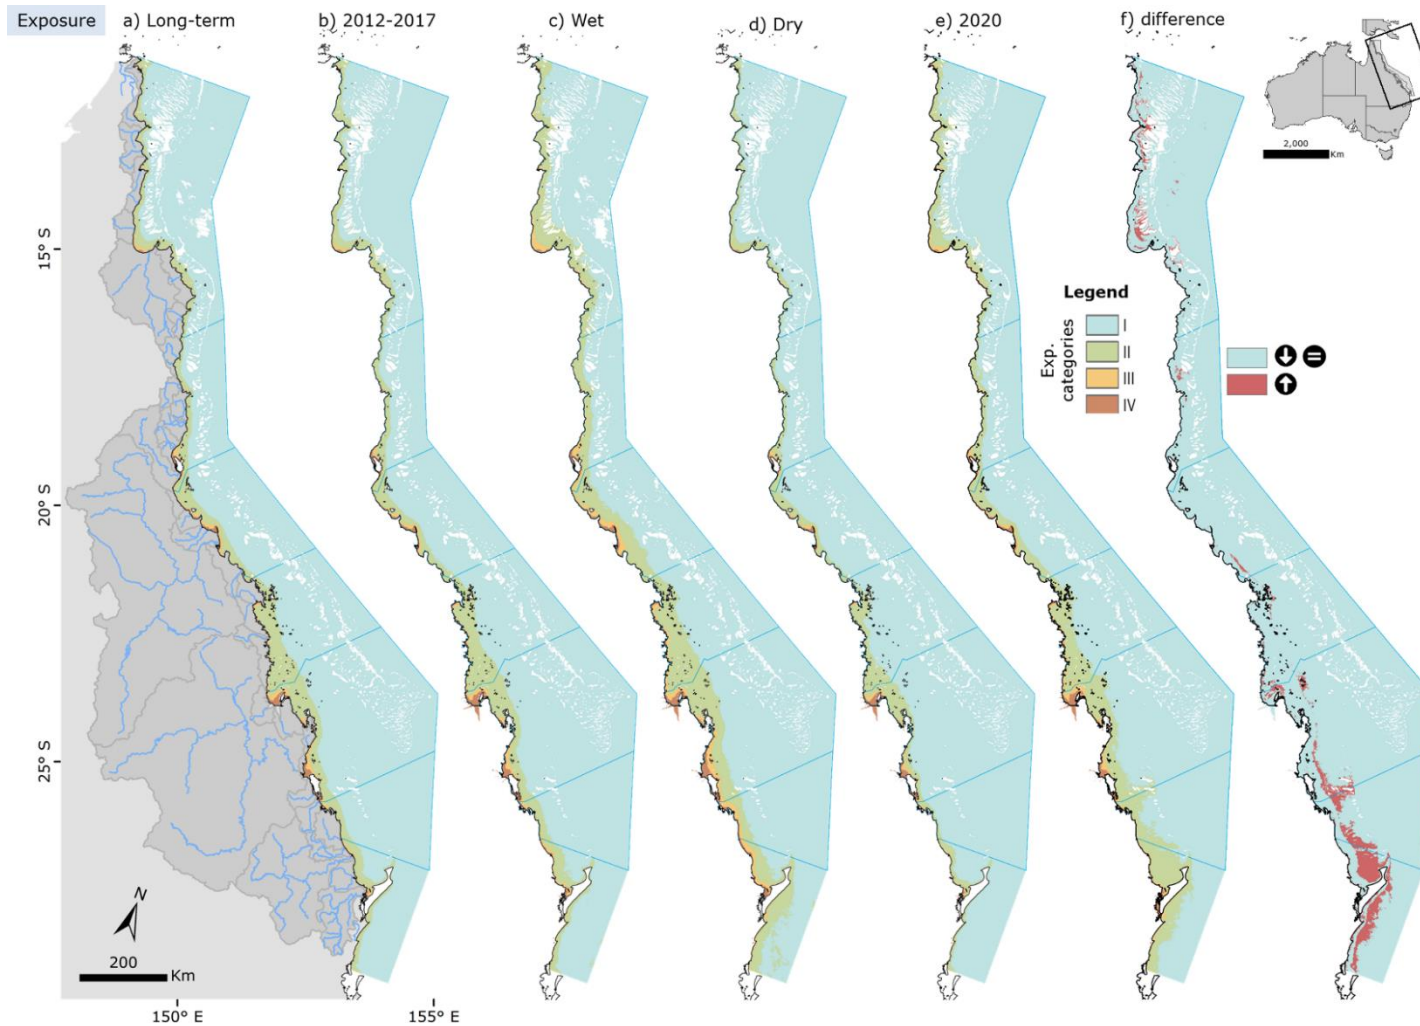 Exposure
a) Long-term
b) 2012-2017
c) Wet
d) Dry
e) 2020
f) difference
2,000
Km
15° S
20° S
25° S
Legend
Exp.
categories
I
II
III
IV
N
200
Km
150° E
155° E